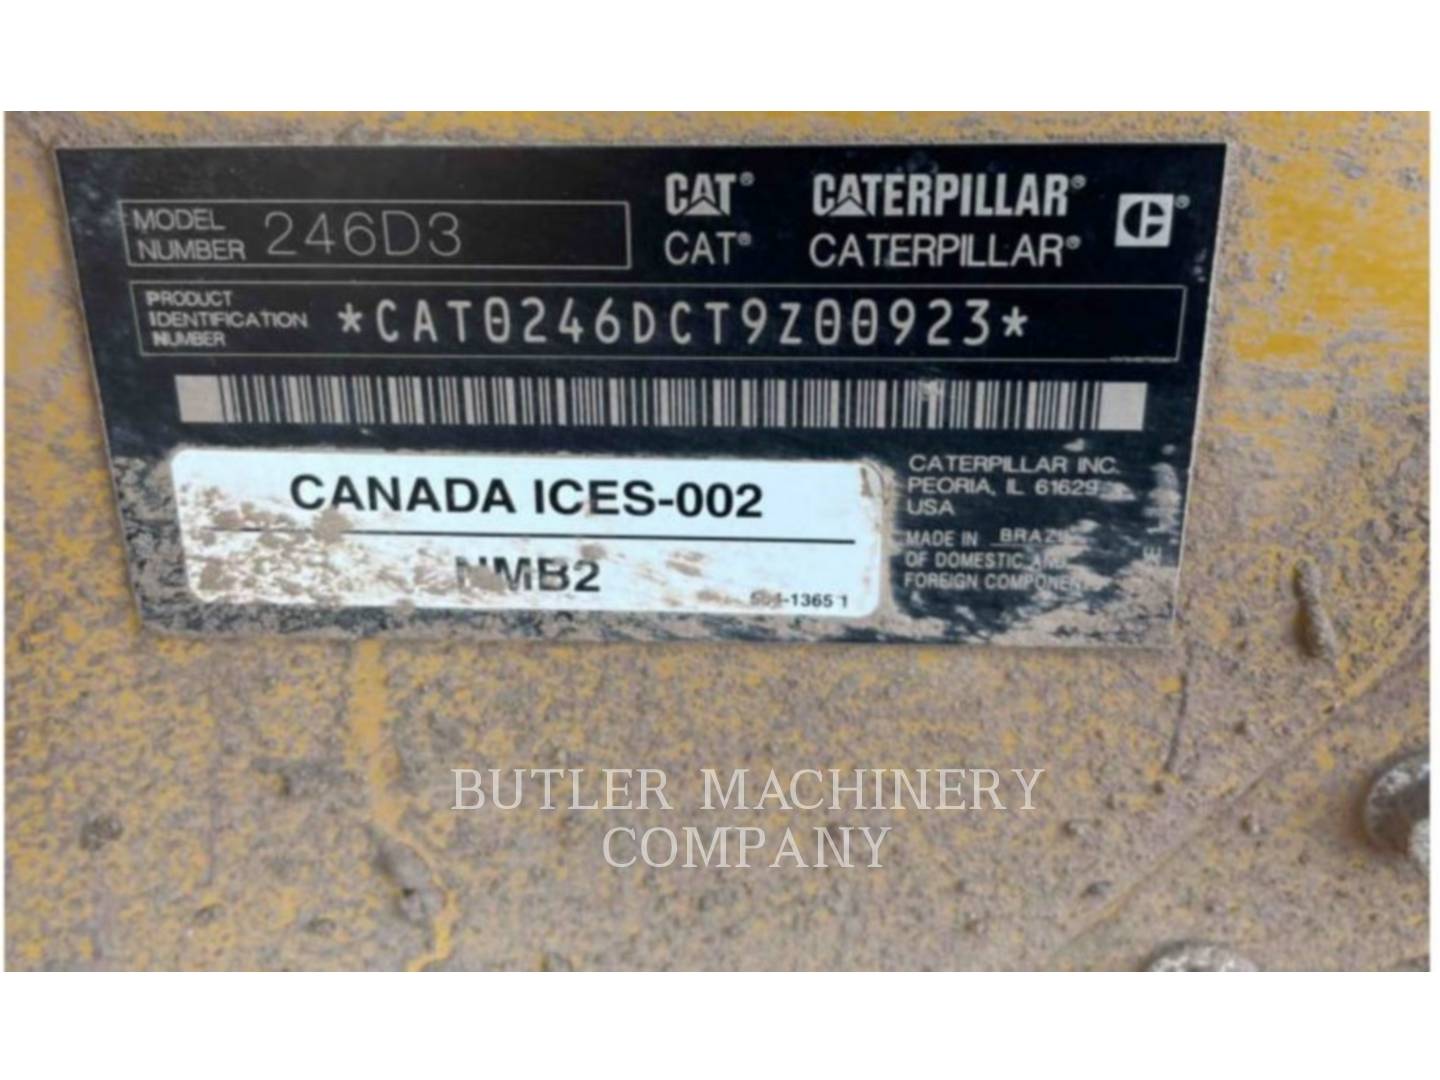 MODEL
NUMBER 246D3
CAT® CATERPILLAR®
CAT® CATERPILLAR®
PRODUCT
IDENTIFICATION
NUMBER
*CAT0246DCT9Z00923*
CANADA ICES-002
NMB2
CATERPILLAR INC.
PEORIA, IL 61629
USA
MADE IN
OF DOMESTIC AND
FOREIGN
BUTLER MACHINERY
COMPANY